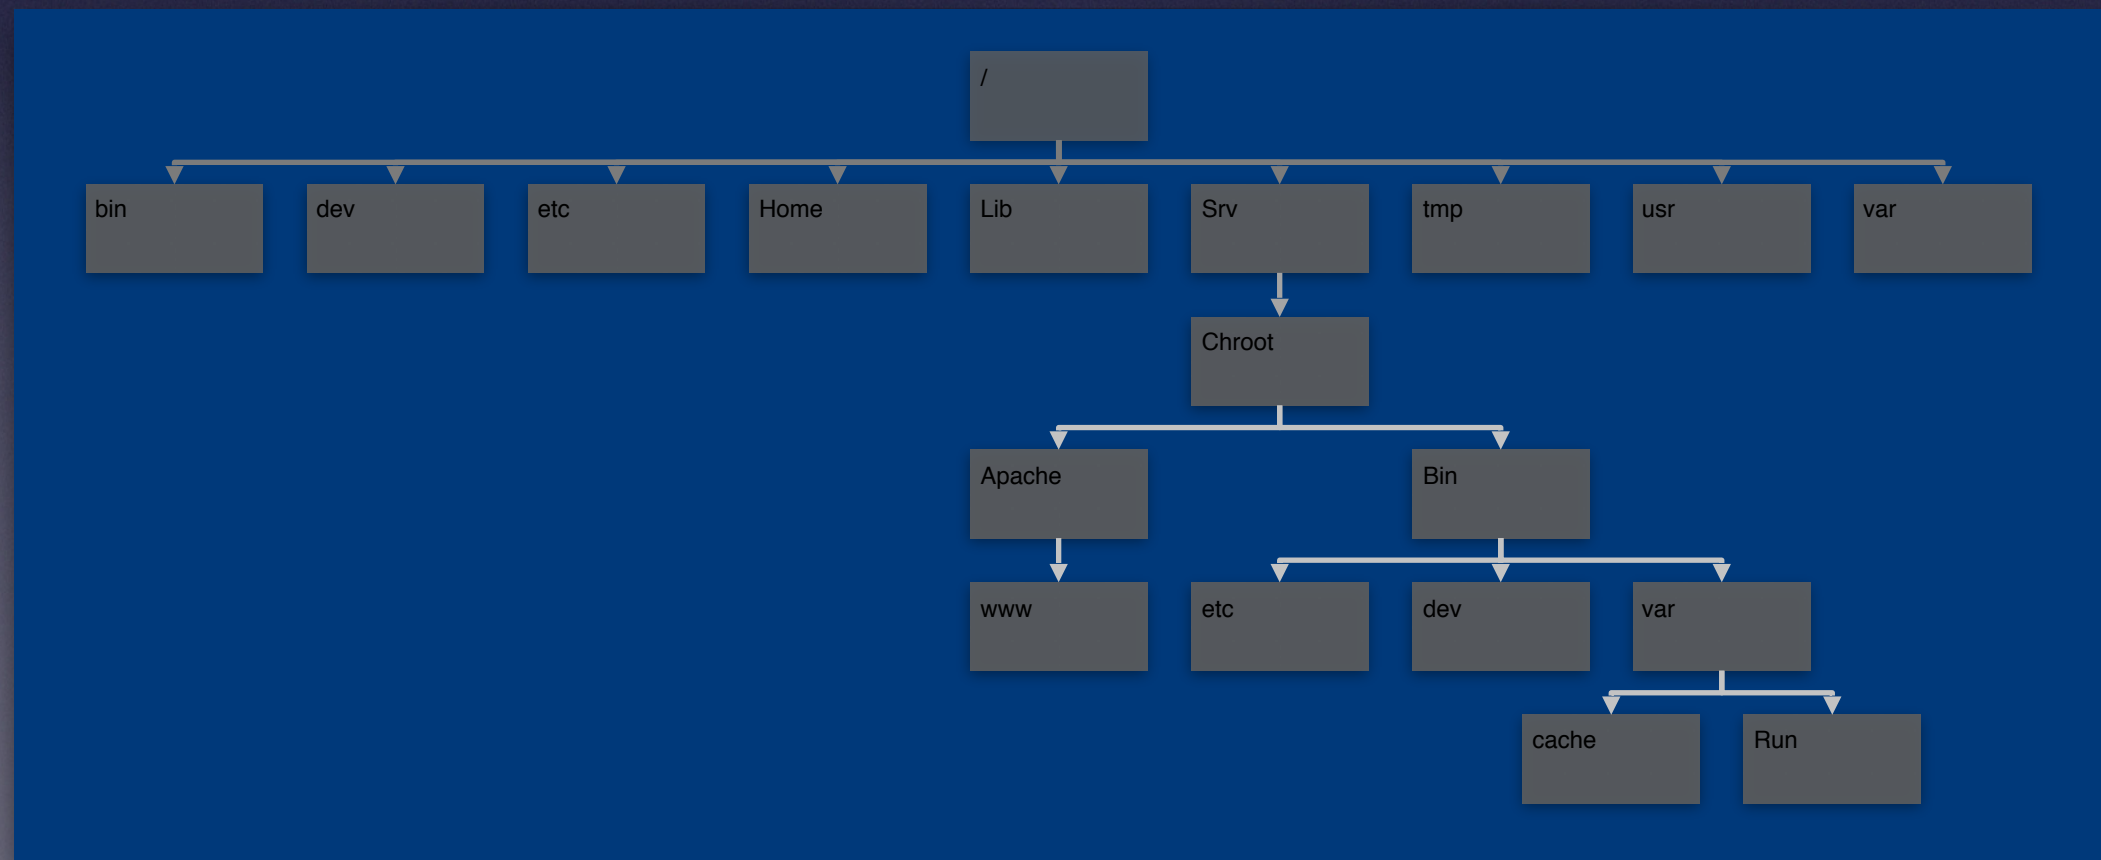 /
bin
dev
etc
Home
Lib
Srv
tmp
usr
var
Chroot
Apache
Bin
www
etc
dev
var
cache
Run